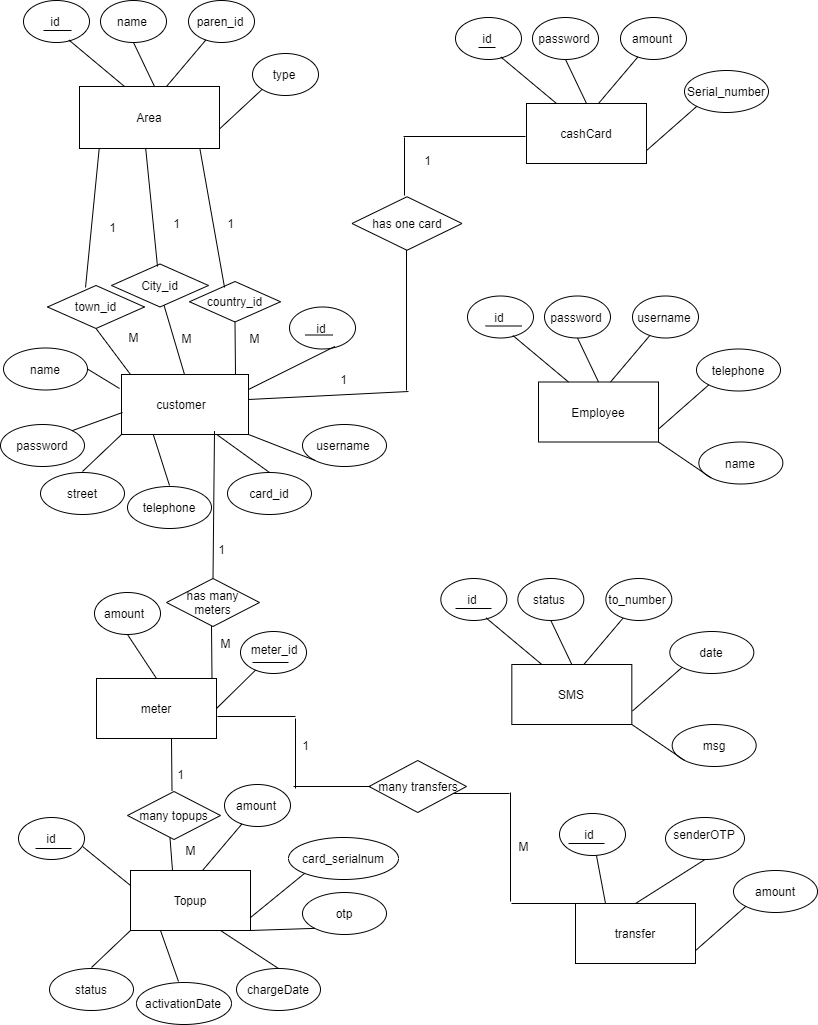 id
name
paren_id
type
Area
id
password
amount
Serial_number
cashCard
1
has one card
1
1
1
1
town_id
City_id
country_id
M
M
M
id
name
customer
password
street
telephone
card_id
username
id
password
username
telephone
Employee
name
1
has many
meters
M
amount
meter_id
meter
id
status
to_number
date
SMS
msg
1
many topups
M
1
many transfers
M
id
amount
card_serialnum
Topup
otp
status
activationDate
chargeDate
id
senderOTP
amount
transfer